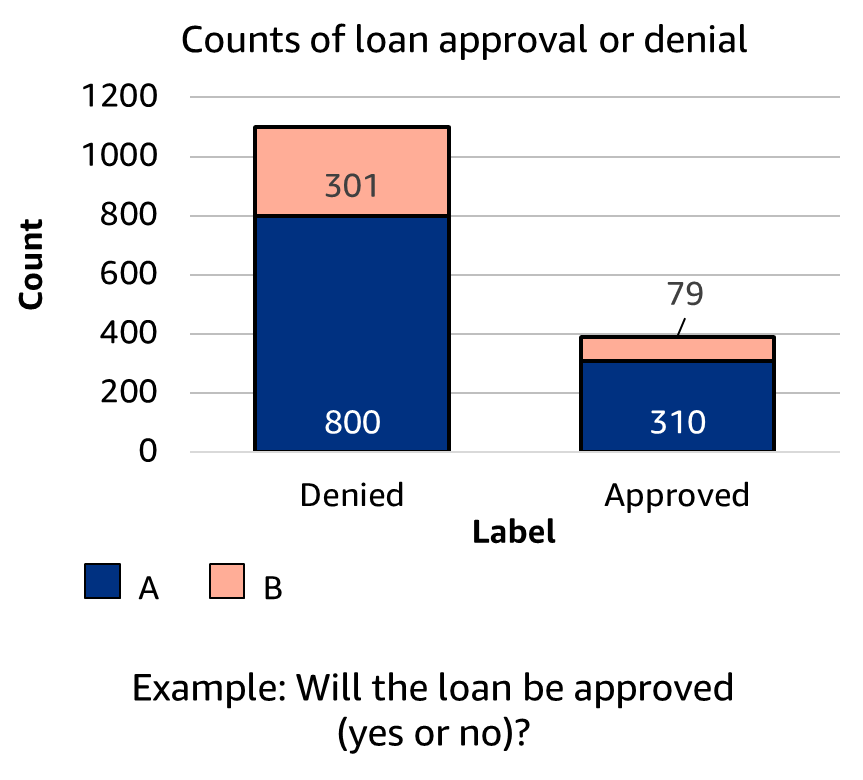 Counts of loan approval or denial
1200
1000
800
600
400
200
0
Count
301
800
79
310
Denied
Approved
Label
A
B
Example: Will the loan be approved
(yes or no)?